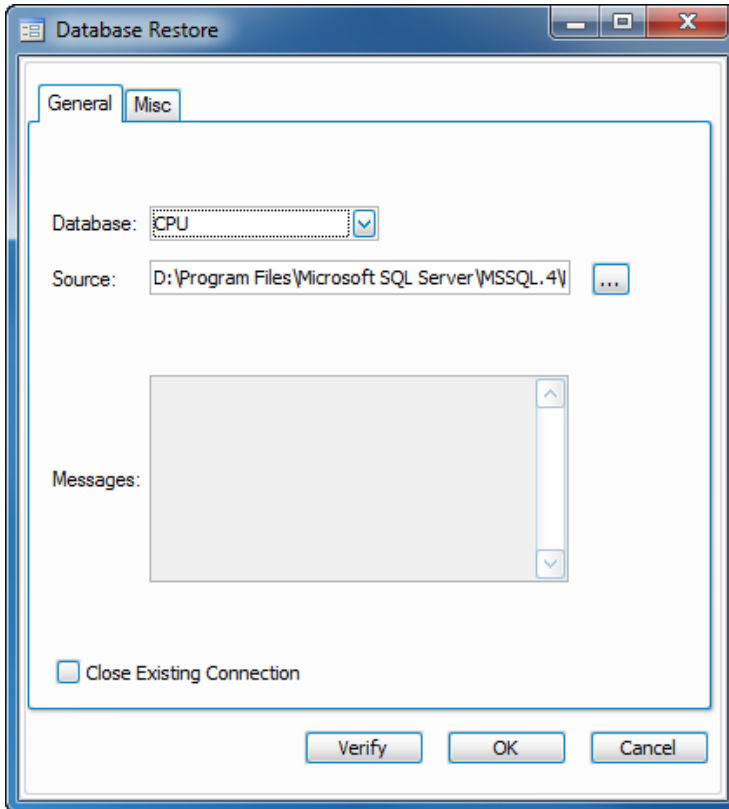 Database Restore
General Misc
Database: CPU
Source: D:\Program Files\Microsoft SQL Server\MSSQL.4\
...
Messages:
Close Existing Connection
Verify OK Cancel